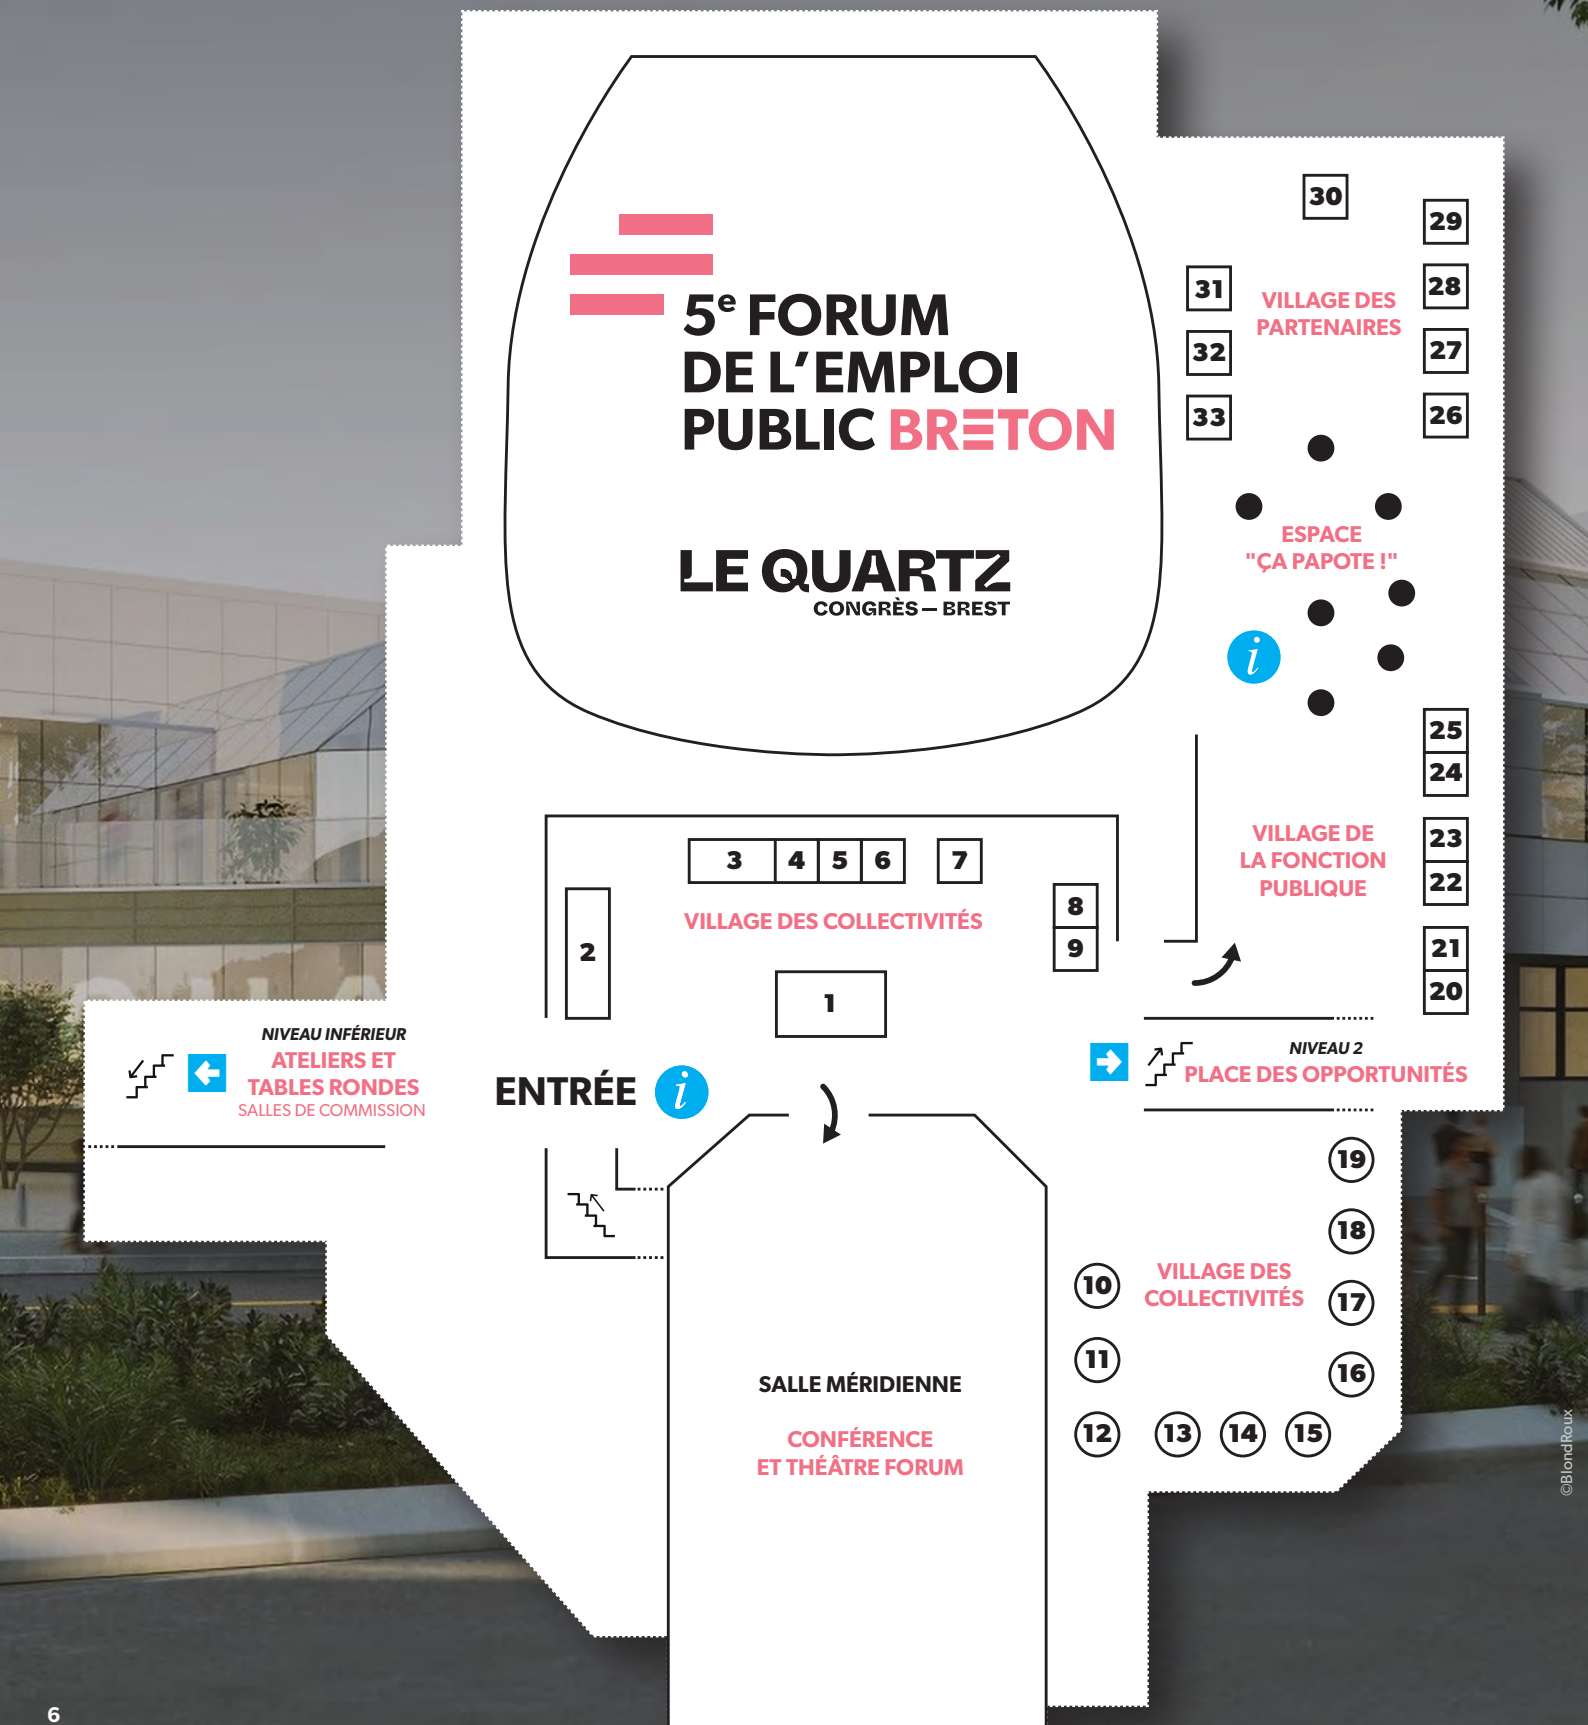 5e FORUM
DE L'EMPLOI
PUBLIC BRETON
LE QUARTZ
CONGRÈS – BREST
30
29
31
28
VILLAGE DES
PARTENAIRES
32
27
33
26
ESPACE
"ÇA PAPOTE !"
i
25
24
VILLAGE DE
LA FONCTION
PUBLIQUE
23
22
21
20
3 4 5 6 7
VILLAGE DES COLLECTIVITÉS
8
9
2
1
NIVEAU INFÉRIEUR
ATELIERS ET
TABLES RONDES
SALLES DE COMMISSION
ENTRÉE i
NIVEAU 2
PLACE DES OPPORTUNITÉS
19
18
10
VILLAGE DES
COLLECTIVITÉS
17
11
16
12 13 14 15
SALLE MÉRIDIENNE
CONFÉRENCE
ET THÉÂTRE FORUM
©BlondRoux
6